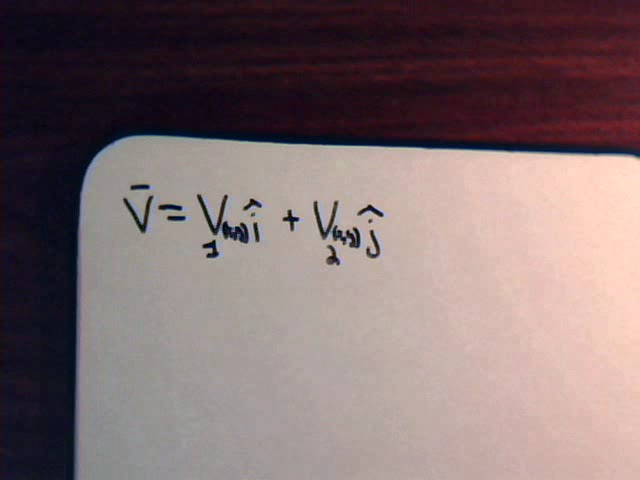 V̄ = V₁(x,y) î + V₂(x,y) ĵ